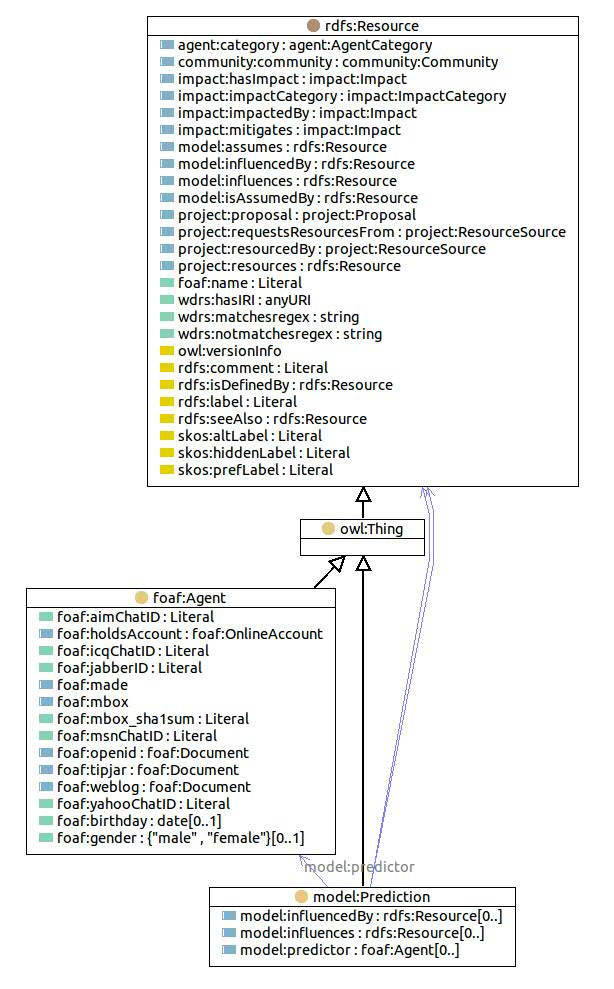 rdfs:Resource
agent:category : agent:AgentCategory
community:community : community:Community
impact:hasImpact : impact:Impact
impact:impactCategory : impact:ImpactCategory
impact:impactedBy : impact:Impact
impact:mitigates : impact:Impact
model:assumes : rdfs:Resource
model:influencedBy : rdfs:Resource
model:influences : rdfs:Resource
model:isAssumedBy : rdfs:Resource
project:proposal : project:Proposal
project:requestsResourcesFrom : project:ResourceSource
project:resourcedBy : project:ResourceSource
project:resources : rdfs:Resource
foaf:name : Literal
wdrs:hasIRI : anyURI
wdrs:matchesregex : string
wdrs:notmatchesregex : string
owl:versionInfo
rdfs:comment : Literal
rdfs:isDefinedBy : rdfs:Resource
rdfs:label : Literal
rdfs:seeAlso : rdfs:Resource
skos:altLabel : Literal
skos:hiddenLabel : Literal
skos:prefLabel : Literal
owl:Thing
foaf:Agent
foaf:aimChatID : Literal
foaf:holdsAccount : foaf:OnlineAccount
foaf:icqChatID : Literal
foaf:jabberID : Literal
foaf:made
foaf:mbox
foaf:mbox_sha1sum : Literal
foaf:msnChatID : Literal
foaf:openid : foaf:Document
foaf:tipjar : foaf:Document
foaf:weblog : foaf:Document
foaf:yahooChatID : Literal
foaf:birthday : date[0..1]
foaf:gender : {"male" , "female"}[0..1]
model:predictor
model:Prediction
model:influencedBy : rdfs:Resource[0..]
model:influences : rdfs:Resource[0..]
model:predictor : foaf:Agent[0..]